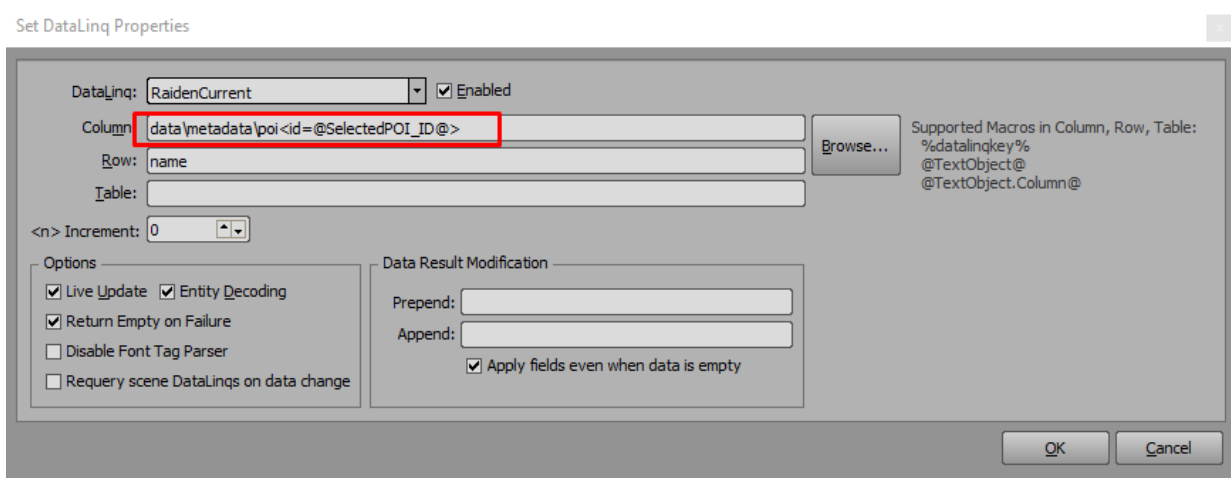 Set DataLinq Properties
x
DataLinq: RaidenCurrent Enabled
Column data\metadata\poi<id=@SelectedPOI_ID@>
Browse...
Supported Macros in Column, Row, Table:
%datalinqkey%
@TextObject@
@TextObject.Column@
Row: name
Table:
<n> Increment: 0
Options
Live Update Entity Decoding
Return Empty on Failure
Disable Font Tag Parser
Requery scene DataLinqs on data change
Data Result Modification
Prepend:
Append:
Apply fields even when data is empty
OK Cancel